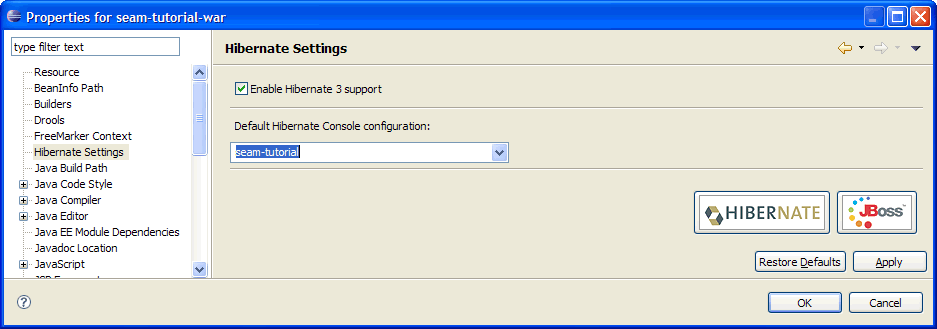 Properties for seam-tutorial-war
type filter text
Resource
BeanInfo Path
Builders
Drools
FreeMarker Context
Hibernate Settings
Java Build Path
Java Code Style
Java Compiler
Java Editor
Java EE Module Dependencies
Javadoc Location
JavaScript
Hibernate Settings
Enable Hibernate 3 support
Default Hibernate Console configuration:
seam-tutorial
HIBERNATE
JBoss
Restore Defaults
Apply
?
OK
Cancel